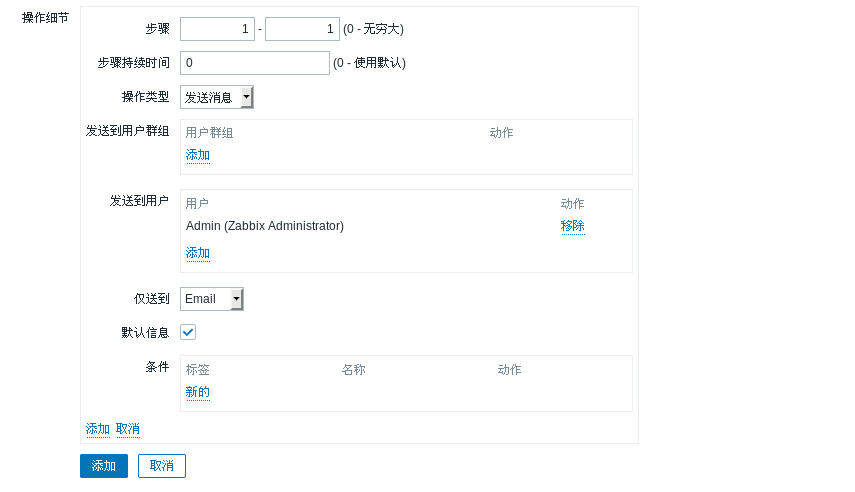 操作细节
步骤 1 - 1 (0 - 无穷大)
步骤持续时间 0 (0 - 使用默认)
操作类型 发送消息
发送到用户群组 用户群组 动作
添加
发送到用户 用户 动作
Admin (Zabbix Administrator) 移除
添加
仅送到 Email
默认信息
条件 标签 名称 动作
新的
添加 取消
添加 取消